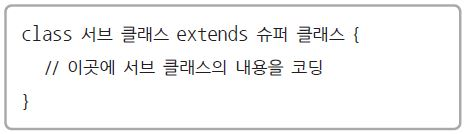 class 서브 클래스 extends 슈퍼 클래스 {
// 이곳에 서브 클래스의 내용을 코딩
}